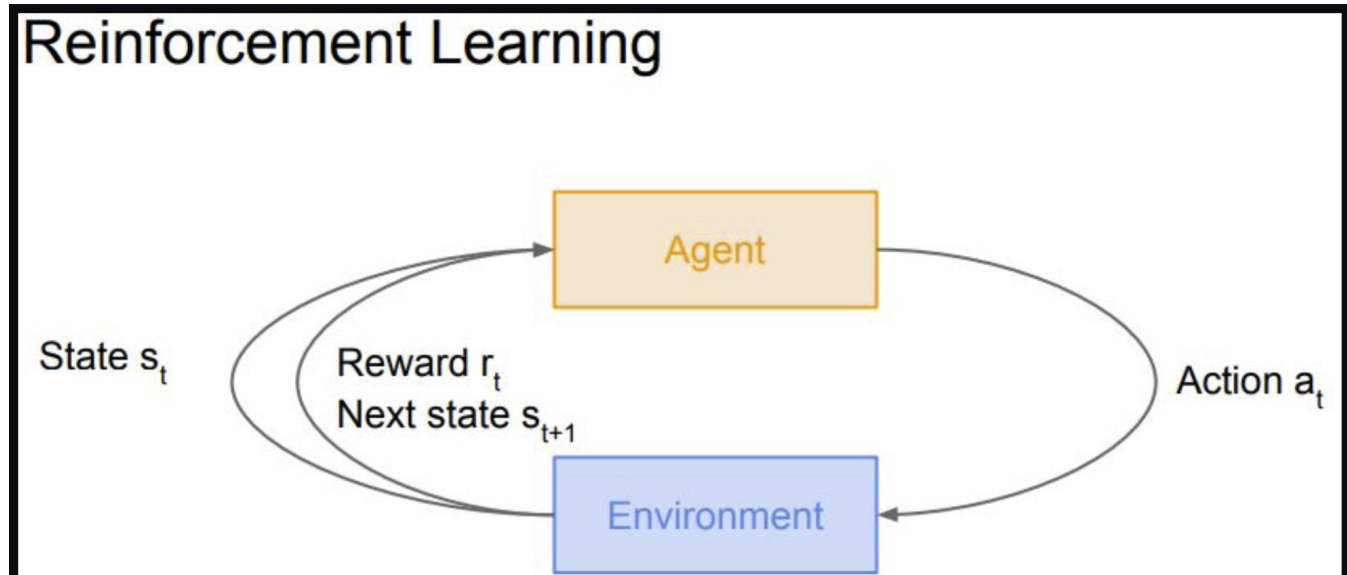 Reinforcement Learning
Agent
State sₜ
Reward rₜ
Next state sₜ₊₁
Action aₜ
Environment